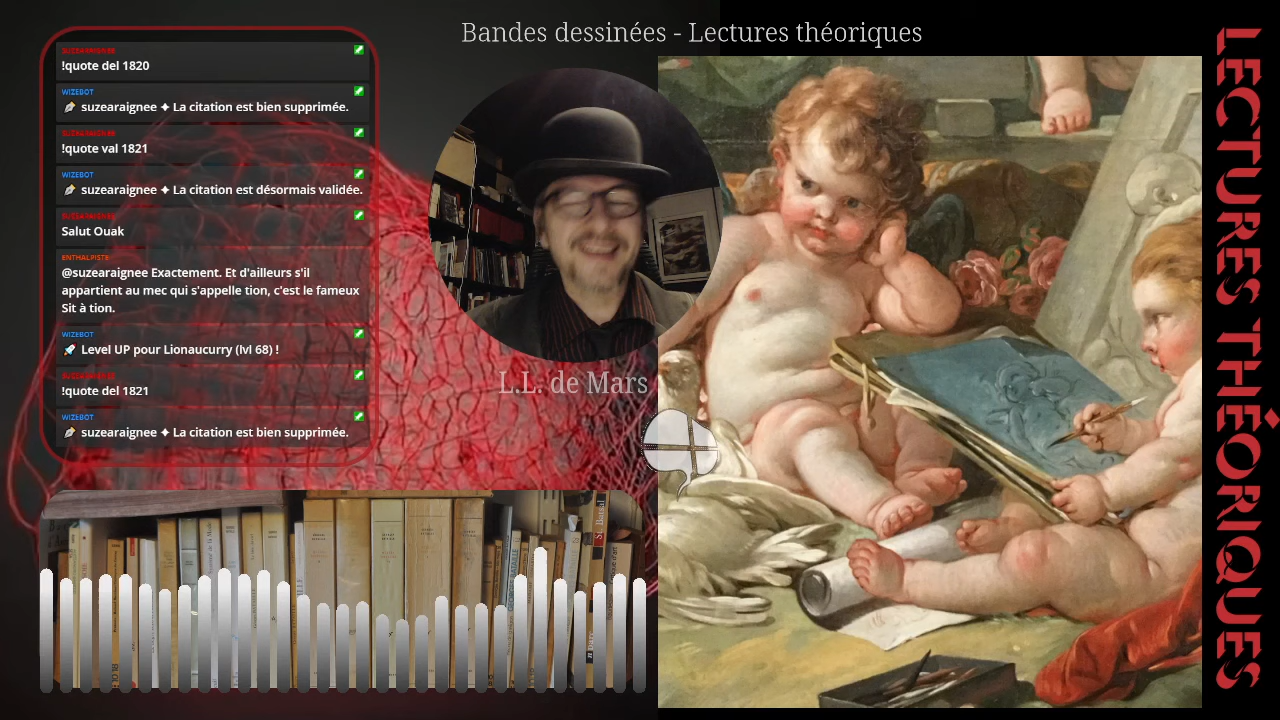 Bandes dessinées - Lectures théoriques
SUZEARAIGNEE
!quote del 1820
WIZEBOT
suzearaignee ✦ La citation est bien supprimée.
SUZEARAIGNEE
!quote val 1821
WIZEBOT
suzearaignee ✦ La citation est désormais validée.
SUZEARAIGNEE
Salut Ouak
ENTHALPISTE
@suzearaignee Exactement. Et d'ailleurs s'il
appartient au mec qui s'appelle tion, c'est le fameux
Sit à tion.
WIZEBOT
Level UP pour Lionaucurry (lvl 68) !
SUZEARAIGNEE
!quote del 1821
WIZEBOT
suzearaignee ✦ La citation est bien supprimée.
L.L. de Mars
LECTURES THÉORIQUES